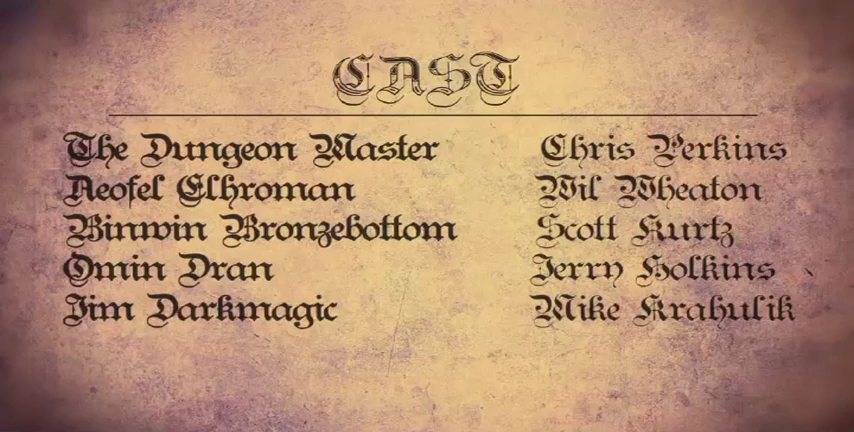 CAST
The Dungeon Master Chris Perkins
Aeofel Elhroman Wil Wheaton
Binwin Bronzebottom Scott Kurtz
Omin Dran Jerry Holkins
Jim Darkmagic Mike Krahulik